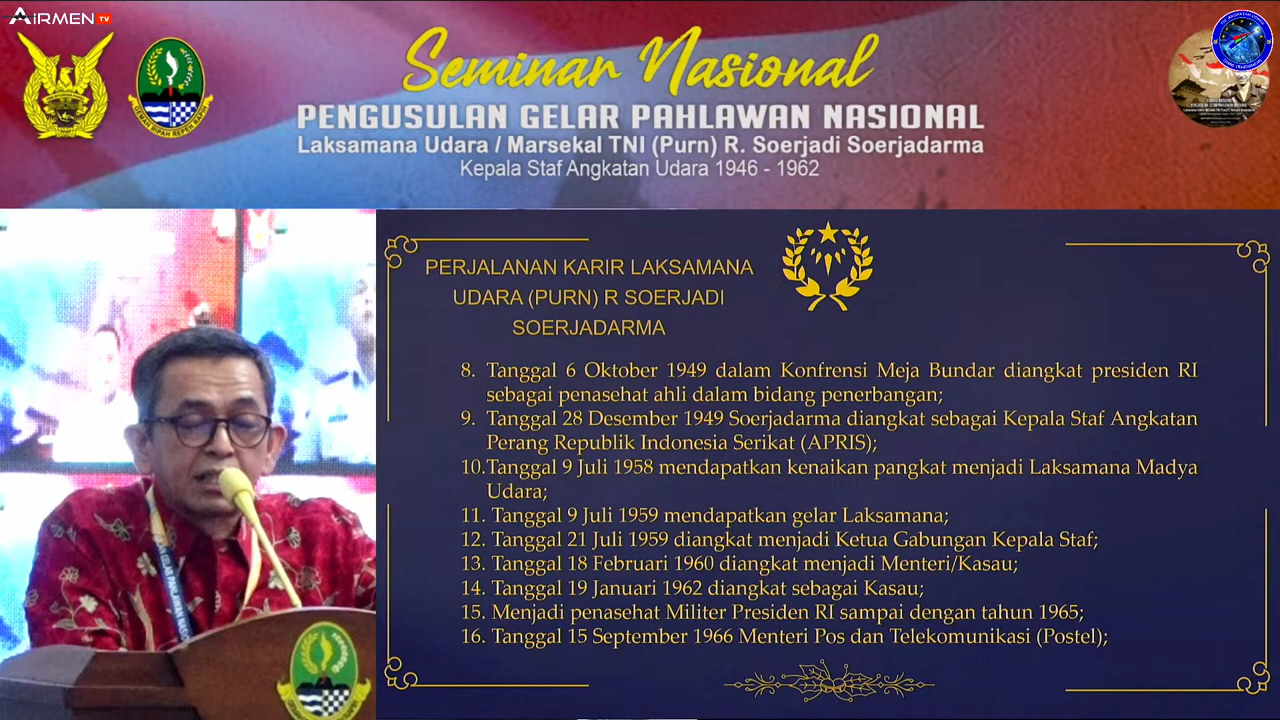 AiRMEN TV
Seminar Nasional
PENGUSULAN GELAR PAHLAWAN NASIONAL
Laksamana Udara / Marsekal TNI (Purn) R. Soerjadi Soerjadarma
Kepala Staf Angkatan Udara 1946 - 1962
PERJALANAN KARIR LAKSAMANA
UDARA (PURN) R SOERJADI
SOERJADARMA
8. Tanggal 6 Oktober 1949 dalam Konfrensi Meja Bundar diangkat presiden RI
sebagai penasehat ahli dalam bidang penerbangan;
9. Tanggal 28 Desember 1949 Soerjadarma diangkat sebagai Kepala Staf Angkatan
Perang Republik Indonesia Serikat (APRIS);
10.Tanggal 9 Juli 1958 mendapatkan kenaikan pangkat menjadi Laksamana Madya
Udara;
11. Tanggal 9 Juli 1959 mendapatkan gelar Laksamana;
12. Tanggal 21 Juli 1959 diangkat menjadi Ketua Gabungan Kepala Staf;
13. Tanggal 18 Februari 1960 diangkat menjadi Menteri/Kasau;
14. Tanggal 19 Januari 1962 diangkat sebagai Kasau;
15. Menjadi penasehat Militer Presiden RI sampai dengan tahun 1965;
16. Tanggal 15 September 1966 Menteri Pos dan Telekomunikasi (Postel);